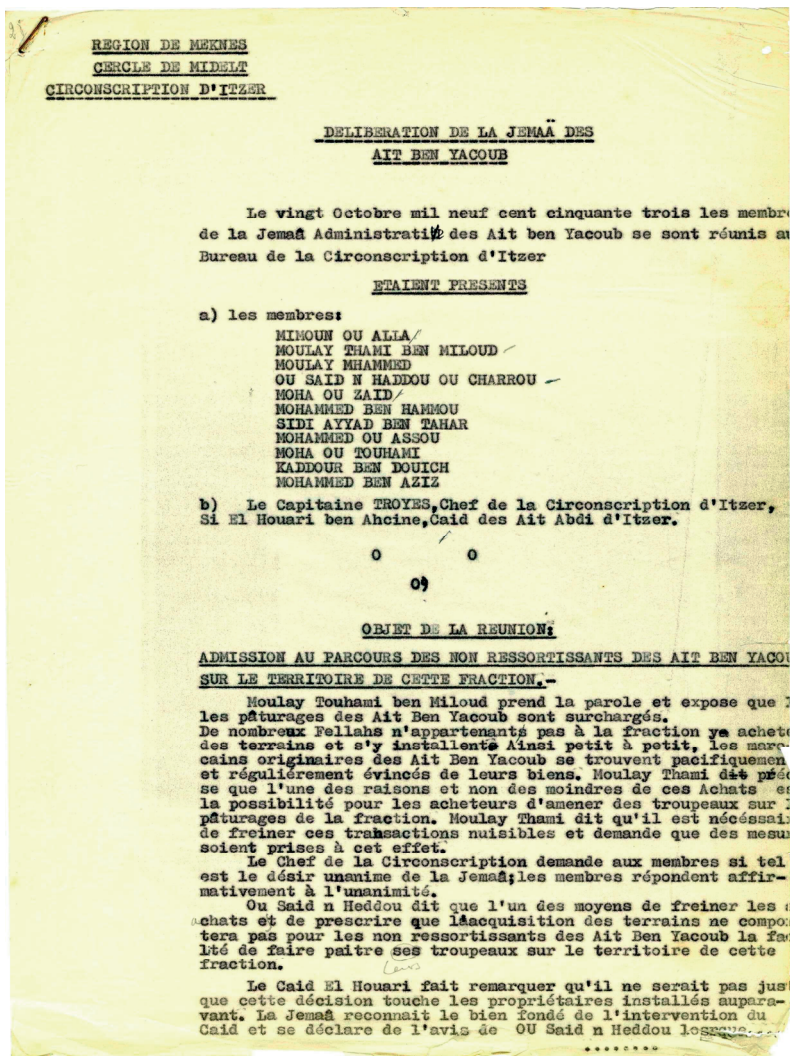 REGION DE MEKNES
CERCLE DE MIDELT
CIRCONSCRIPTION D'ITZER
DELIBERATION DE LA JEMAÄ DES
AIT BEN YACOUB
Le vingt Octobre mil neuf cent cinquante trois les membr
de la Jemaâ Administrati des Ait ben Yacoub se sont réunis au
Bureau de la Circonscription d'Itzer
ETAIENT PRESENTS
a) les membres:
MIMOUN OU ALLA
MOULAY THAMI BEN MILOUD
MOULAY MHAMMED
OU SAID N HADDOU OU CHARROU
MOHA OU ZAID
MOHAMMED BEN HAMMOU
SIDI AYYAD BEN TAHAR
MOHAMMED OU ASSOU
MOHA OU TOUHAMI
KADDOUR BEN DOUICH
MOHAMMED BEN AZIZ
b) Le Capitaine TROYES,Chef de la Circonscription d'Itzer,
Si El Houari ben Ahcine,Caid des Ait Abdi d'Itzer.
O O
O
OBJET DE LA REUNION:
ADMISSION AU PARCOURS DES NON RESSORTISSANTS DES AIT BEN YACOU
SUR LE TERRITOIRE DE CETTE FRACTION.-
Moulay Touhami ben Miloud prend la parole et expose que
les pâturages des Ait Ben Yacoub sont surchargés.
De nombreux Fellahs n'appartenant pas à la fraction y achet
des terrains et s'y installent Ainsi petit à petit, les maro-
cains originaires des Ait Ben Yacoub se trouvent pacifiquemen
et réguliérement évincés de leurs biens. Moulay Thami préc
se que l'une des raisons et non des moindres de ces Achats es
la possibilité pour les acheteurs d'amener des troupeaux sur l
pâturages de la fraction. Moulay Thami dit qu'il est nécéssai
de freiner ces transactions nuisibles et demande que des mesu
soient prises à cet effet.
Le Chef de la Circonscription demande aux membres si tel
est le désir unanime de la Jemaâ;les membres répondent affir-
mativement à l'unanimité.
Ou Said n Heddou dit que l'un des moyens de freiner les
achats et de prescrire que l'acquisition des terrains ne compo
tera pas pour les non ressortissants des Ait Ben Yacoub la fa
lité de faire paitre ses troupeaux sur le territoire de cette
fraction. Leurs
Le Caid El Houari fait remarquer qu'il ne serait pas jus
que cette décision touche les propriétaires installés aupara-
vant. La Jemaâ reconnait le bien fondé de l'intervention du
Caid et se déclare de l'avis de OU Said n Heddou
........